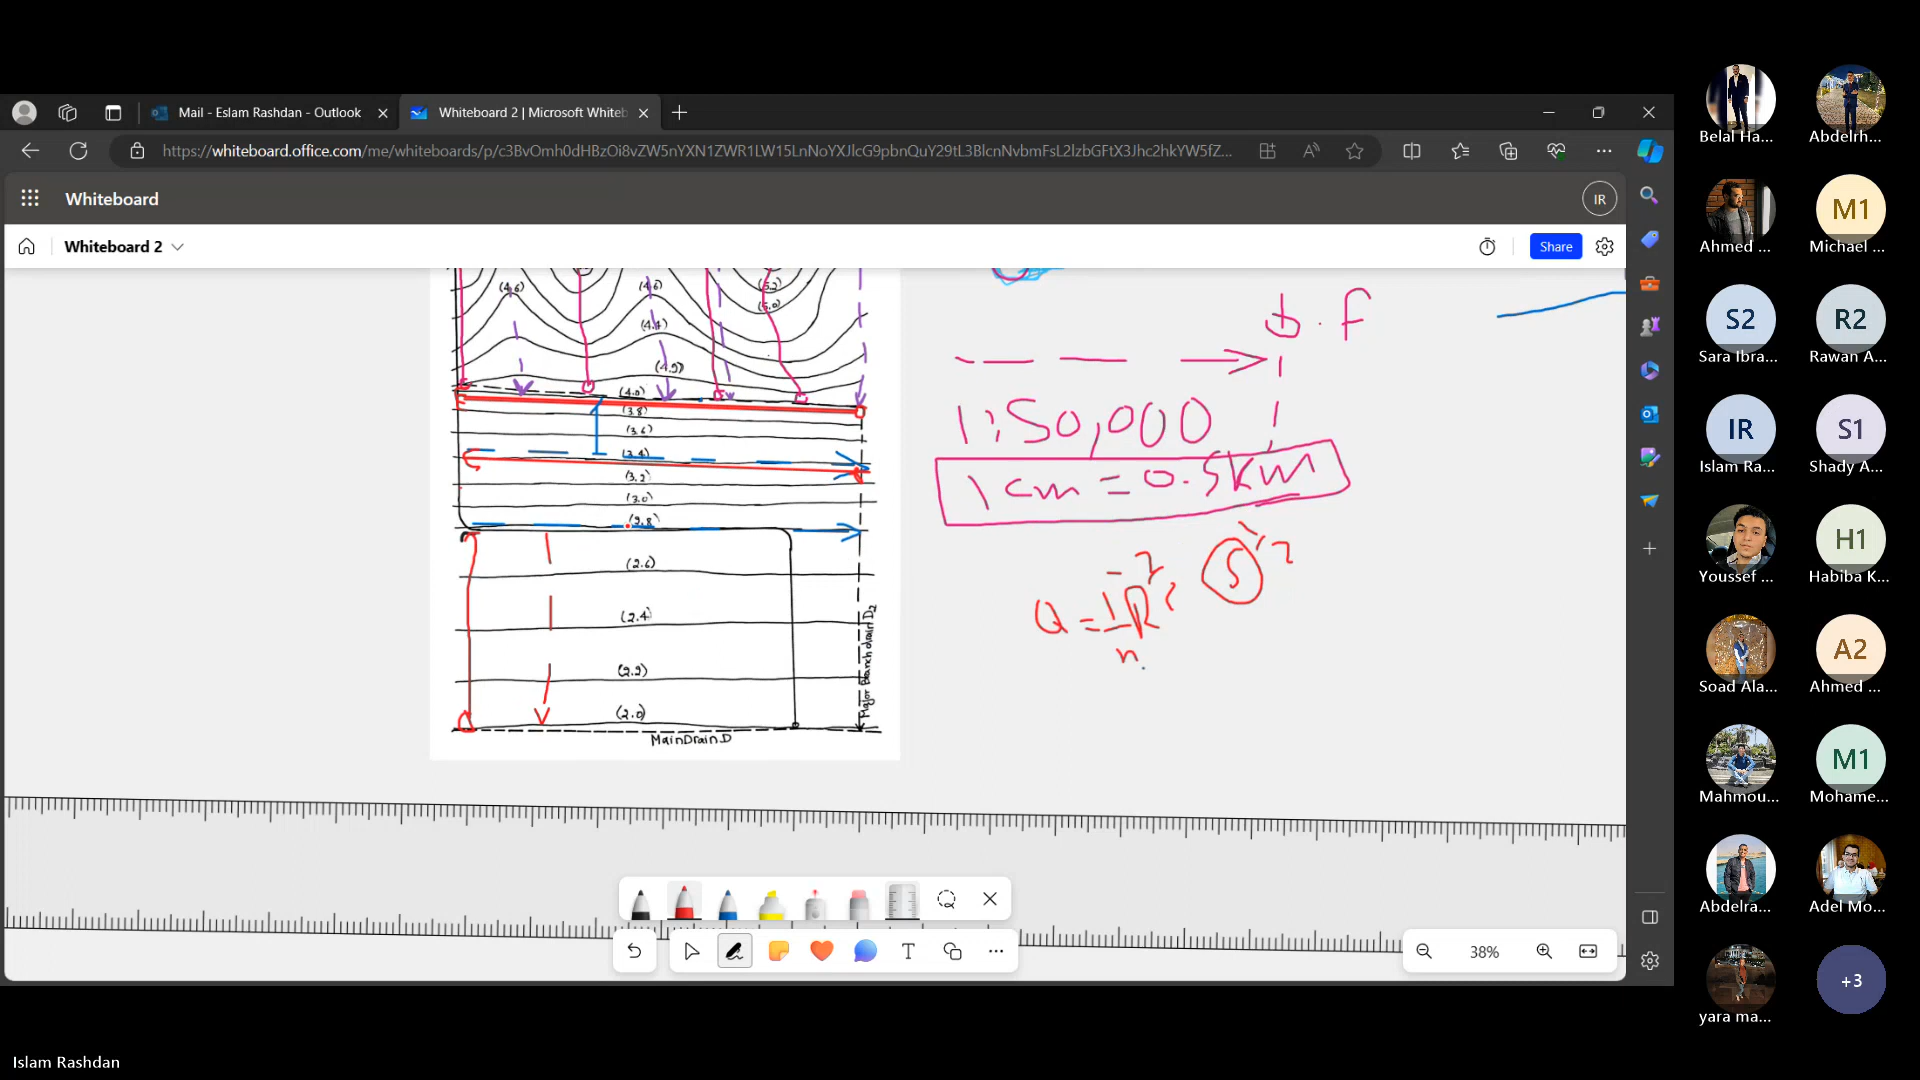 Mail - Eslam Rashdan - Outlook
Whiteboard 2 | Microsoft Whiteb
https://whiteboard.office.com/me/whiteboards/p/c3BvOmh0dHBzOi8vZW5nYXN1ZWR1LW15LnNoYXJlcG9pbnQuY29tL3BlcnNvbmFsL2lzbGFtX3Jhc2hkYW5fZ...
Whiteboard
IR
Whiteboard 2
Share
(4.6)
(4.6)
(5.2)
(5.0)
(4.4)
(4.0)
(3.8)
(3.6)
(3.4)
(3.2)
(3.0)
(2.6)
(2.4)
(2.2)
(2.0)
Main Drain D
Major Branch drain D2
1:50,000
1 cm = 0.5 km
38%
Belal Ha...
Abdelrh...
Ahmed ...
M1
Michael ...
S2
Sara Ibra...
R2
Rawan A...
IR
Islam Ra...
S1
Shady A...
Youssef ...
H1
Habiba K...
Soad Ala...
A2
Ahmed ...
Mahmou...
M1
Mohame...
Abdelra...
Adel Mo...
yara ma...
+3
Islam Rashdan